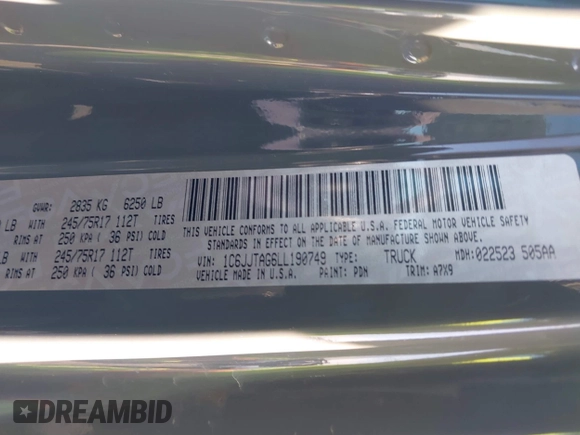 GVWR: 2835 KG 6250 LB
LB WITH 245/75R17 112T TIRES
RIMS AT 250 KPA ( 36 PSI) COLD
LB WITH 245/75R17 112T TIRES
RIMS AT 250 KPA ( 36 PSI) COLD
THIS VEHICLE CONFORMS TO ALL APPLICABLE U.S.A. FEDERAL MOTOR VEHICLE SAFETY
STANDARDS IN EFFECT ON THE DATE OF MANUFACTURE SHOWN ABOVE.
VIN: 1C6JJTAG6LL190749 TYPE: TRUCK MDH: 022523 505AA
VEHICLE MADE IN U.S.A. PAINT: PDN TRIM: A7X9
DREAMBID